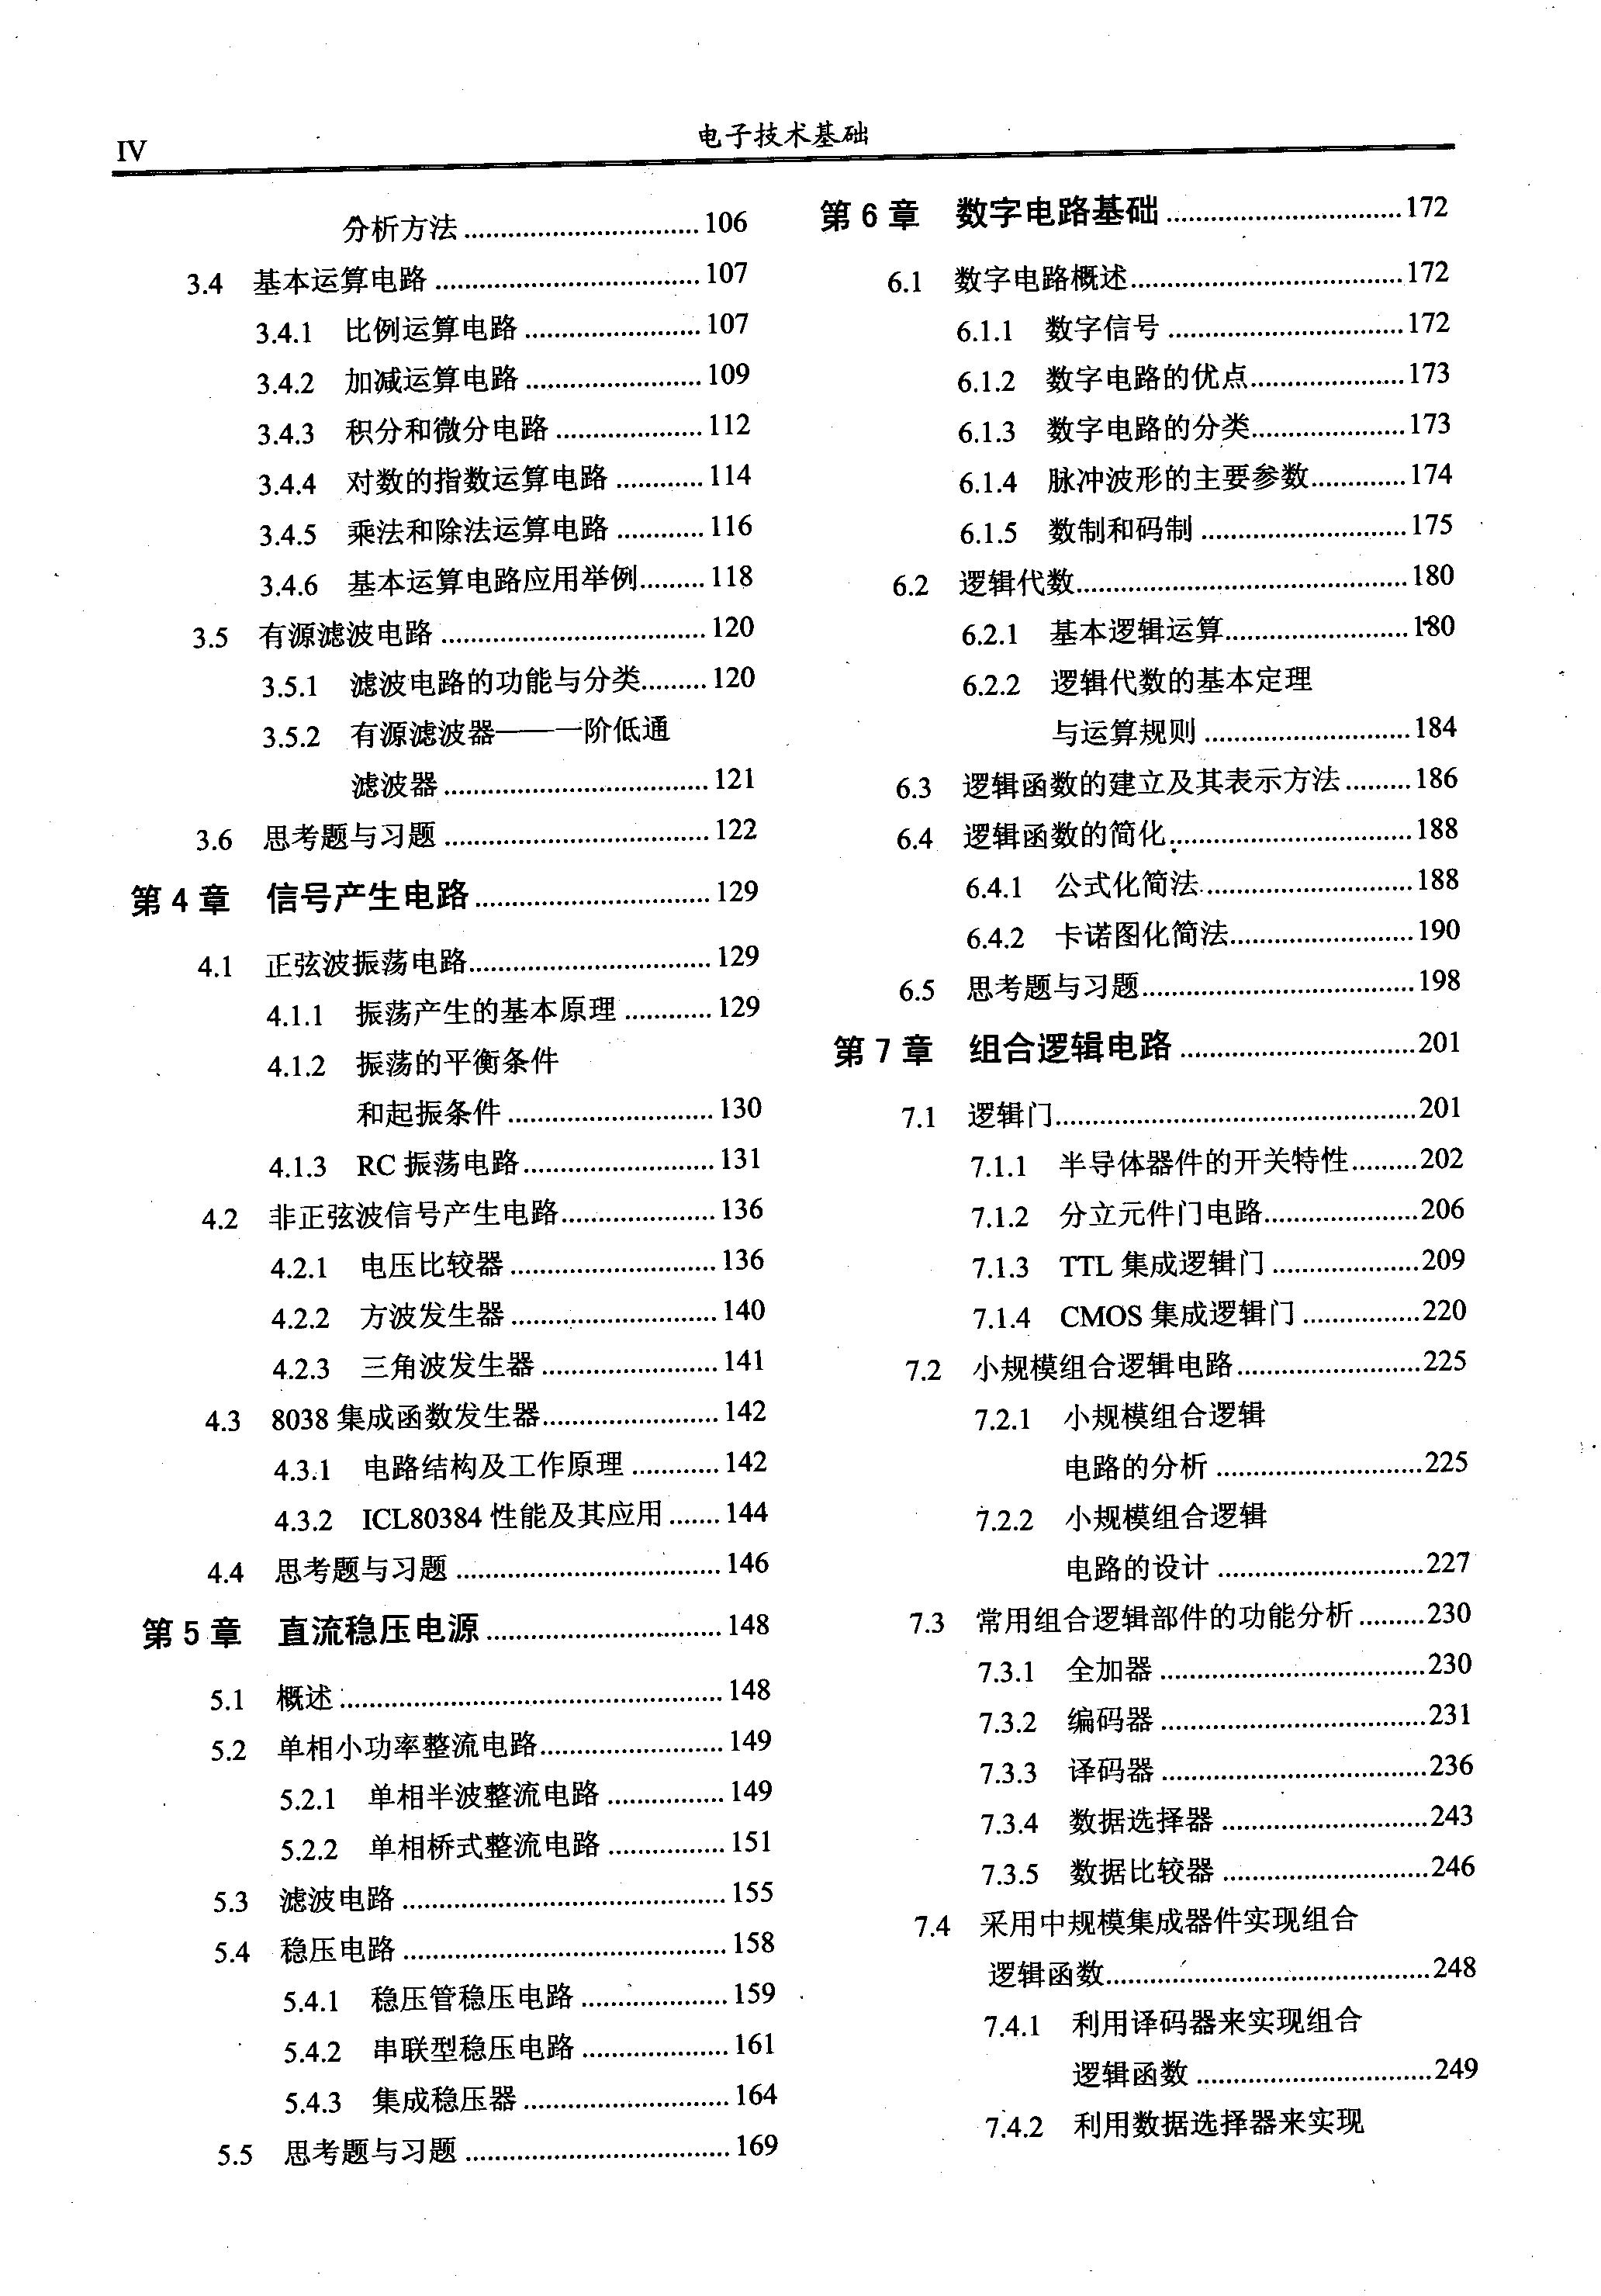 IV
电子技术基础
分析方法……106
3.4 基本运算电路……107
3.4.1 比例运算电路……107
3.4.2 加减运算电路……109
3.4.3 积分和微分电路……112
3.4.4 对数的指数运算电路……114
3.4.5 乘法和除法运算电路……116
3.4.6 基本运算电路应用举例……118
3.5 有源滤波电路……120
3.5.1 滤波电路的功能与分类……120
3.5.2 有源滤波器——一阶低通
滤波器……121
3.6 思考题与习题……122
第4章 信号产生电路……129
4.1 正弦波振荡电路……129
4.1.1 振荡产生的基本原理……129
4.1.2 振荡的平衡条件
和起振条件……130
4.1.3 RC 振荡电路……131
4.2 非正弦波信号产生电路……136
4.2.1 电压比较器……136
4.2.2 方波发生器……140
4.2.3 三角波发生器……141
4.3 8038 集成函数发生器……142
4.3.1 电路结构及工作原理……142
4.3.2 ICL80384 性能及其应用……144
4.4 思考题与习题……146
第5章 直流稳压电源……148
5.1 概述……148
5.2 单相小功率整流电路……149
5.2.1 单相半波整流电路……149
5.2.2 单相桥式整流电路……151
5.3 滤波电路……155
5.4 稳压电路……158
5.4.1 稳压管稳压电路……159
5.4.2 串联型稳压电路……161
5.4.3 集成稳压器……164
5.5 思考题与习题……169
第6章 数字电路基础……172
6.1 数字电路概述……172
6.1.1 数字信号……172
6.1.2 数字电路的优点……173
6.1.3 数字电路的分类……173
6.1.4 脉冲波形的主要参数……174
6.1.5 数制和码制……175
6.2 逻辑代数……180
6.2.1 基本逻辑运算……180
6.2.2 逻辑代数的基本定理
与运算规则……184
6.3 逻辑函数的建立及其表示方法……186
6.4 逻辑函数的简化……188
6.4.1 公式化简法……188
6.4.2 卡诺图化简法……190
6.5 思考题与习题……198
第7章 组合逻辑电路……201
7.1 逻辑门……201
7.1.1 半导体器件的开关特性……202
7.1.2 分立元件门电路……206
7.1.3 TTL 集成逻辑门……209
7.1.4 CMOS 集成逻辑门……220
7.2 小规模组合逻辑电路……225
7.2.1 小规模组合逻辑
电路的分析……225
7.2.2 小规模组合逻辑
电路的设计……227
7.3 常用组合逻辑部件的功能分析……230
7.3.1 全加器……230
7.3.2 编码器……231
7.3.3 译码器……236
7.3.4 数据选择器……243
7.3.5 数据比较器……246
7.4 采用中规模集成器件实现组合
逻辑函数……248
7.4.1 利用译码器来实现组合
逻辑函数……249
7.4.2 利用数据选择器来实现